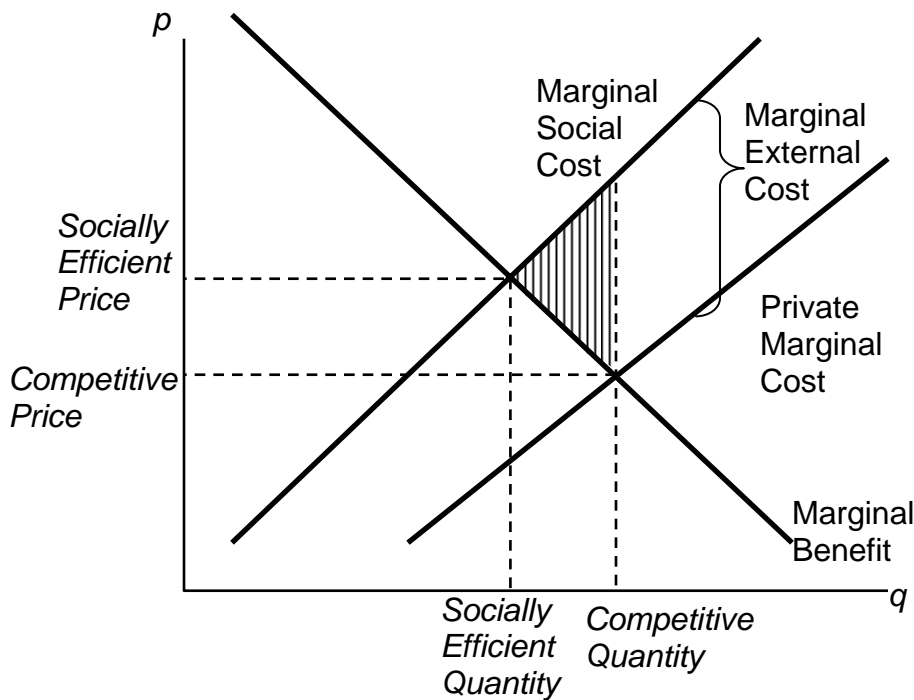 p
Marginal
Social
Cost
Marginal
External
Cost
Socially
Efficient
Price
Private
Marginal
Cost
Competitive
Price
Marginal
Benefit
q
Socially
Efficient
Quantity
Competitive
Quantity